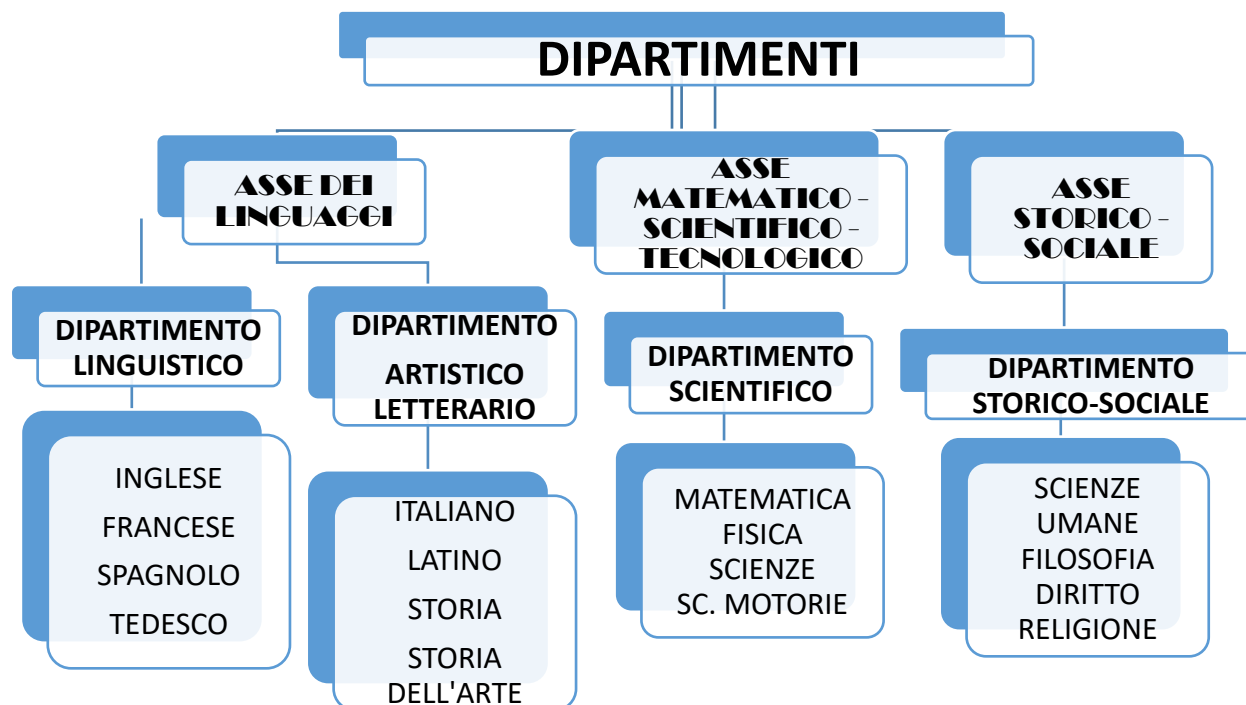 DIPARTIMENTI
ASSE DEI
LINGUAGGI
ASSE
MATEMATICO -
SCIENTIFICO -
TECNOLOGICO
ASSE
STORICO -
SOCIALE
DIPARTIMENTO
LINGUISTICO
DIPARTIMENTO
ARTISTICO
LETTERARIO
DIPARTIMENTO
SCIENTIFICO
DIPARTIMENTO
STORICO-SOCIALE
INGLESE
FRANCESE
SPAGNOLO
TEDESCO
ITALIANO
LATINO
STORIA
STORIA
DELL'ARTE
MATEMATICA
FISICA
SCIENZE
SC. MOTORIE
SCIENZE
UMANE
FILOSOFIA
DIRITTO
RELIGIONE